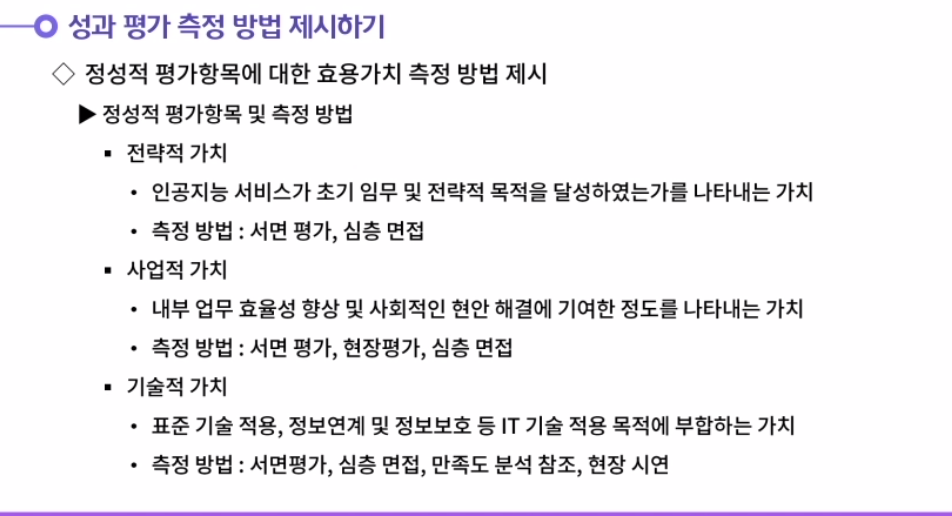 성과 평가 측정 방법 제시하기
◇ 정성적 평가항목에 대한 효용가치 측정 방법 제시
▶ 정성적 평가항목 및 측정 방법
▪ 전략적 가치
• 인공지능 서비스가 초기 임무 및 전략적 목적을 달성하였는가를 나타내는 가치
• 측정 방법 : 서면 평가, 심층 면접
▪ 사업적 가치
• 내부 업무 효율성 향상 및 사회적인 현안 해결에 기여한 정도를 나타내는 가치
• 측정 방법 : 서면 평가, 현장평가, 심층 면접
▪ 기술적 가치
• 표준 기술 적용, 정보연계 및 정보보호 등 IT 기술 적용 목적에 부합하는 가치
• 측정 방법 : 서면평가, 심층 면접, 만족도 분석 참조, 현장 시연